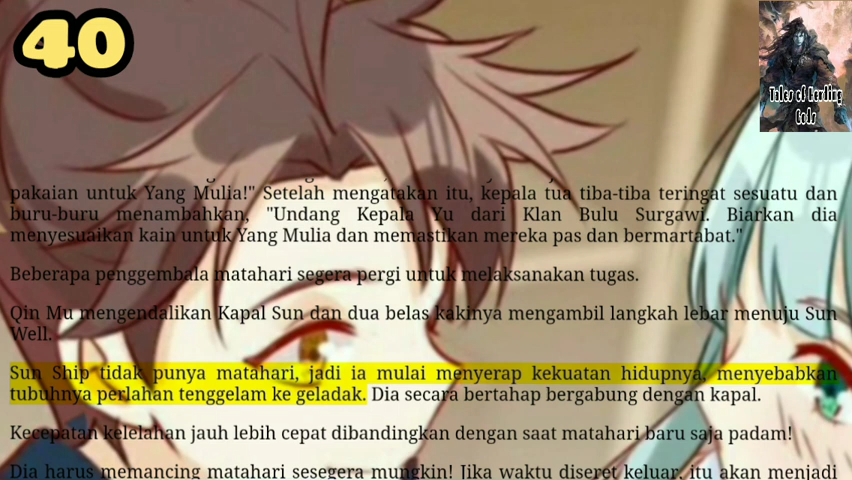 40
Tales of Herding
Gods
pakaian untuk Yang Mulia!" Setelah mengatakan itu, kepala tua tiba-tiba teringat sesuatu dan
buru-buru menambahkan, "Undang Kepala Yu dari Klan Bulu Surgawi. Biarkan dia
menyesuaikan kain untuk Yang Mulia dan memastikan mereka pas dan bermartabat."
Beberapa penggembala matahari segera pergi untuk melaksanakan tugas.
Qin Mu mengendalikan Kapal Sun dan dua belas kakinya mengambil langkah lebar menuju Sun
Well.
Sun Ship tidak punya matahari, jadi ia mulai menyerap kekuatan hidupnya, menyebabkan
tubuhnya perlahan tenggelam ke geladak. Dia secara bertahap bergabung dengan kapal.
Kecepatan kelelahan jauh lebih cepat dibandingkan dengan saat matahari baru saja padam!
Dia harus memancing matahari sesegera mungkin! Jika waktu diseret keluar, itu akan menjadi